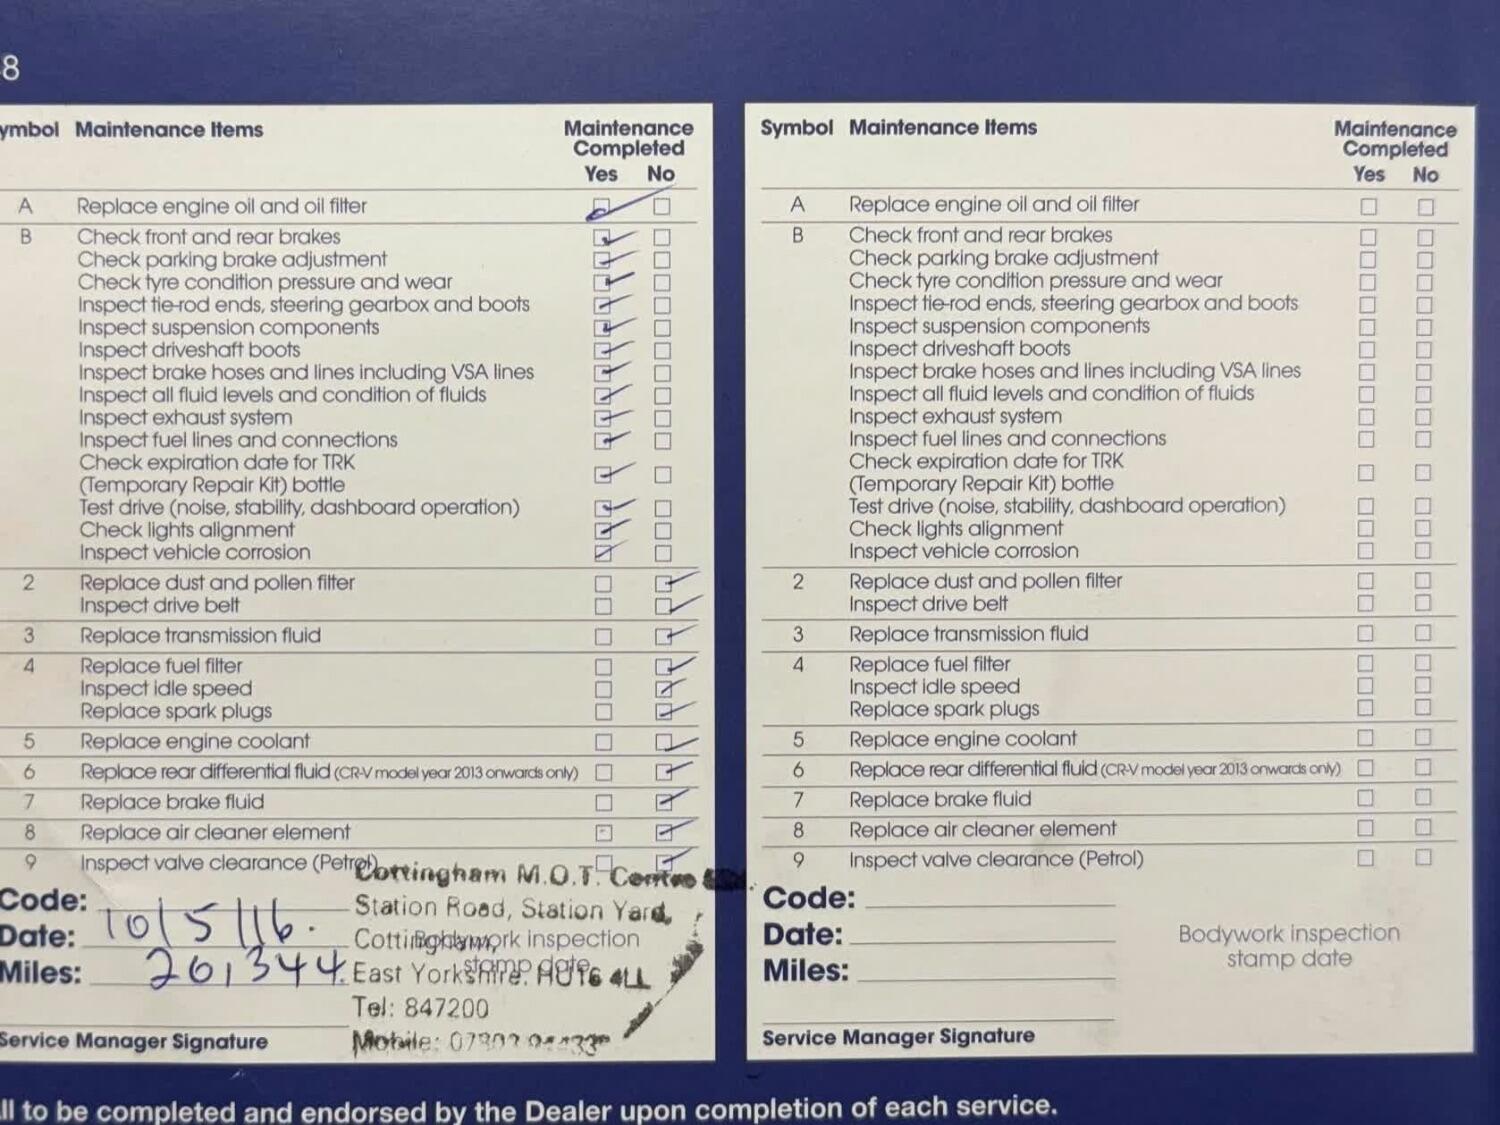 8
ymbol Maintenance Items Maintenance Completed
Yes No
A Replace engine oil and oil filter
B Check front and rear brakes
Check parking brake adjustment
Check tyre condition pressure and wear
Inspect tie-rod ends, steering gearbox and boots
Inspect suspension components
Inspect driveshaft boots
Inspect brake hoses and lines including VSA lines
Inspect all fluid levels and condition of fluids
Inspect exhaust system
Inspect fuel lines and connections
Check expiration date for TRK
(Temporary Repair Kit) bottle
Test drive (noise, stability, dashboard operation)
Check lights alignment
Inspect vehicle corrosion
2 Replace dust and pollen filter
Inspect drive belt
3 Replace transmission fluid
4 Replace fuel filter
Inspect idle speed
Replace spark plugs
5 Replace engine coolant
6 Replace rear differential fluid (CR-V model year 2013 onwards only)
7 Replace brake fluid
8 Replace air cleaner element
9 Inspect valve clearance (Petrol)
Code:
Date: 10/5/16.
Miles: 201,344.
Service Manager Signature
Cottingham M.O.T. Centre
Station Road, Station Yard,
Cottingham,
East Yorkshire. HU16 4LL
Tel: 847200
Mobile:
Bodywork inspection
stamp date
Symbol Maintenance Items Maintenance Completed
Yes No
A Replace engine oil and oil filter
B Check front and rear brakes
Check parking brake adjustment
Check tyre condition pressure and wear
Inspect tie-rod ends, steering gearbox and boots
Inspect suspension components
Inspect driveshaft boots
Inspect brake hoses and lines including VSA lines
Inspect all fluid levels and condition of fluids
Inspect exhaust system
Inspect fuel lines and connections
Check expiration date for TRK
(Temporary Repair Kit) bottle
Test drive (noise, stability, dashboard operation)
Check lights alignment
Inspect vehicle corrosion
2 Replace dust and pollen filter
Inspect drive belt
3 Replace transmission fluid
4 Replace fuel filter
Inspect idle speed
Replace spark plugs
5 Replace engine coolant
6 Replace rear differential fluid (CR-V model year 2013 onwards only)
7 Replace brake fluid
8 Replace air cleaner element
9 Inspect valve clearance (Petrol)
Code:
Date:
Miles:
Service Manager Signature
Bodywork inspection
stamp date
ll to be completed and endorsed by the Dealer upon completion of each service.